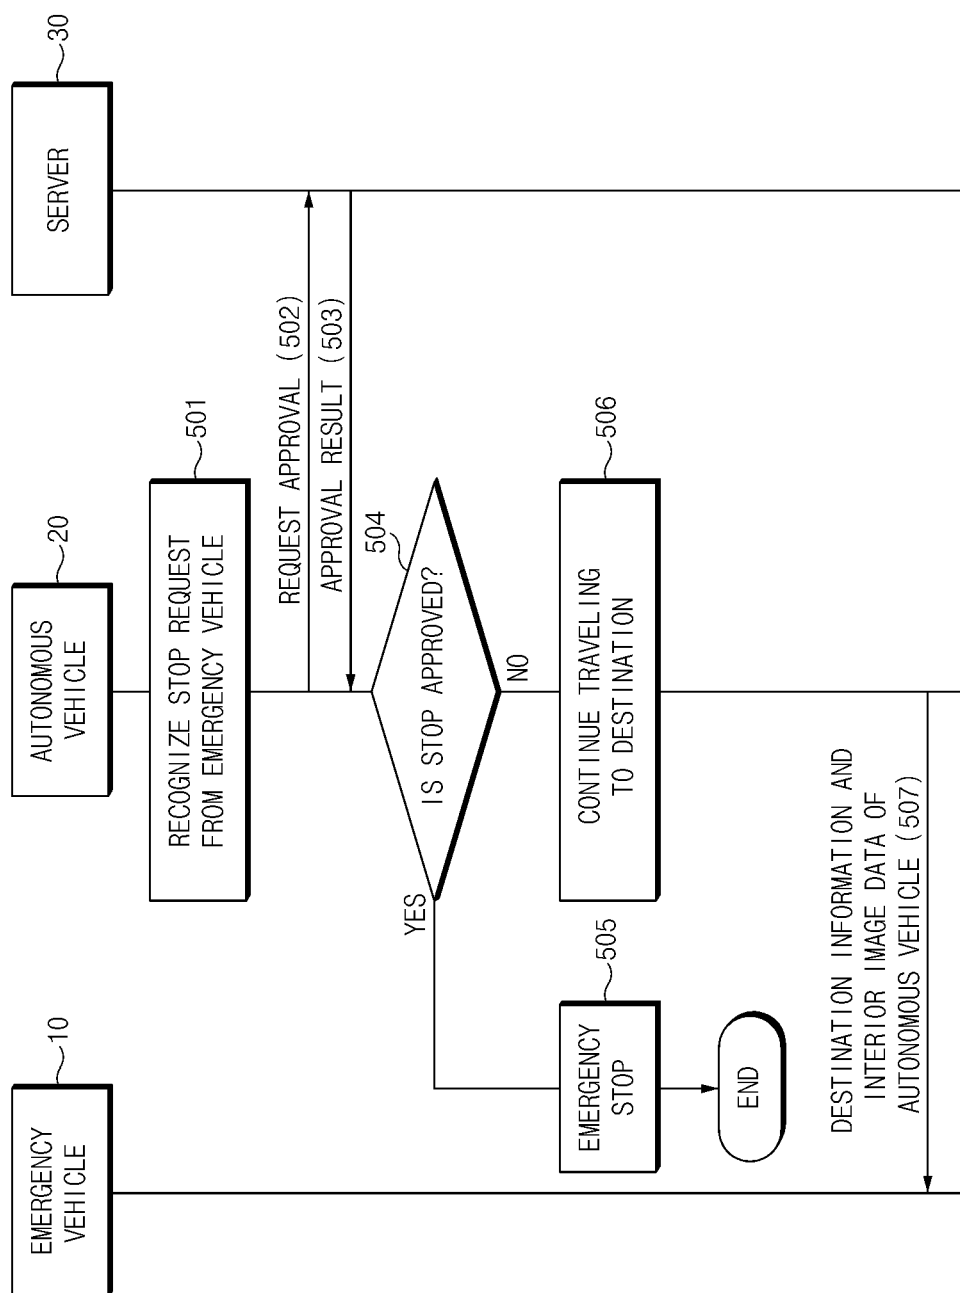 EMERGENCY
VEHICLE
10
AUTONOMOUS
VEHICLE
20
SERVER
30
RECOGNIZE STOP REQUEST
FROM EMERGENCY VEHICLE
501
REQUEST APPROVAL (502)
APPROVAL RESULT (503)
IS STOP APPROVED?
504
YES
NO
EMERGENCY
STOP
505
CONTINUE TRAVELING
TO DESTINATION
506
END
DESTINATION INFORMATION AND
INTERIOR IMAGE DATA OF
AUTONOMOUS VEHICLE (507)